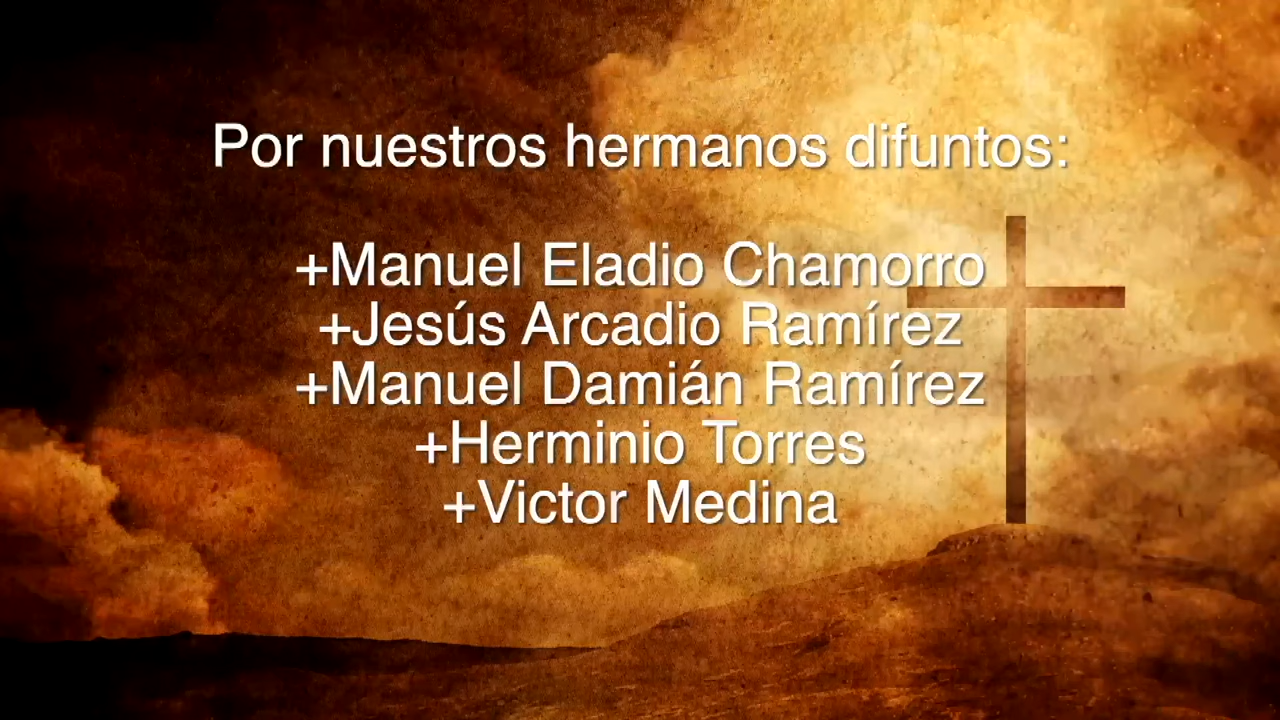 Por nuestros hermanos difuntos:
+Manuel Eladio Chamorro
+Jesús Arcadio Ramírez
+Manuel Damián Ramírez
+Herminio Torres
+Victor Medina